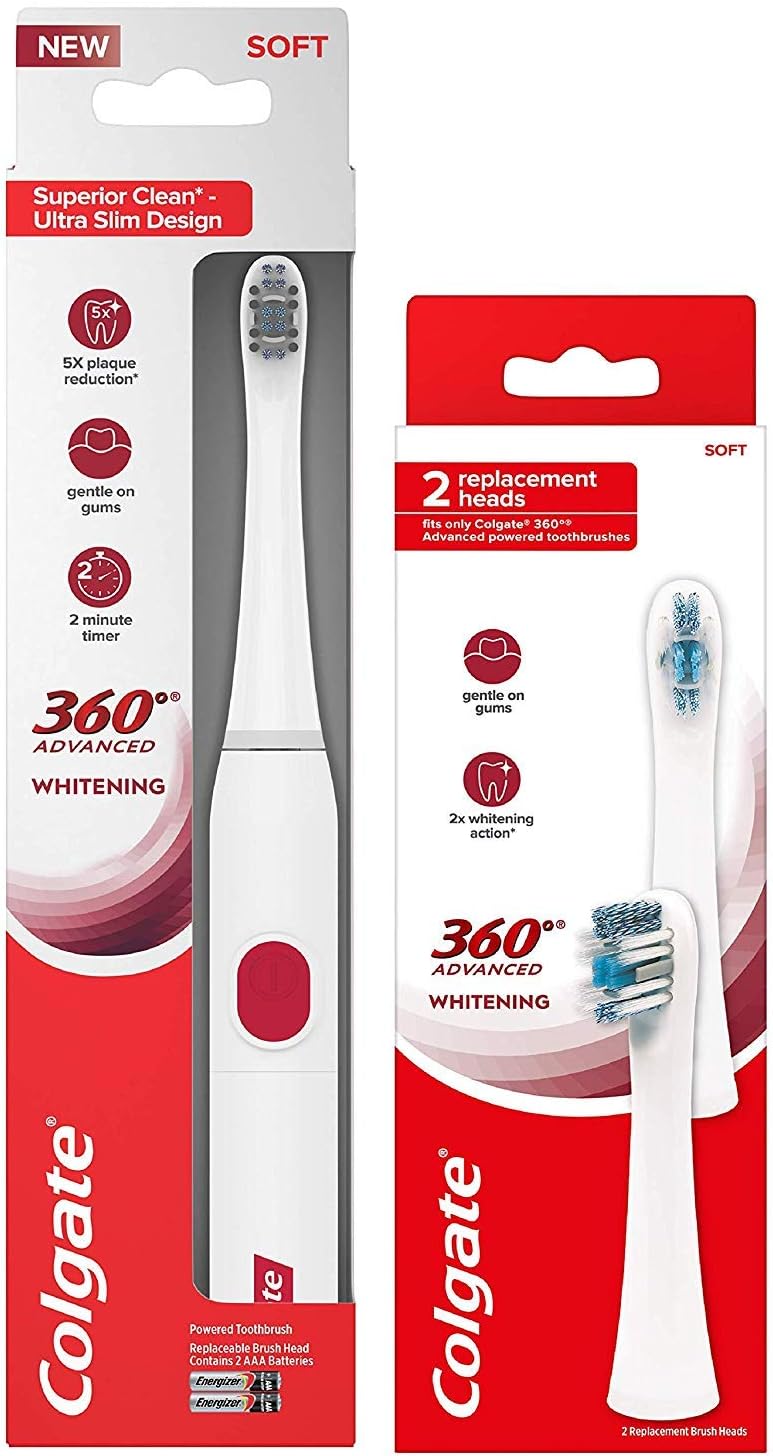 NEW
SOFT
Superior Clean* -
Ultra Slim Design
5x
5X plaque
reduction*
gentle on
gums
2
2 minute
timer
360°®
ADVANCED
WHITENING
Colgate®
te
Powered Toothbrush
Replaceable Brush Head
Contains 2 AAA Batteries
Energizer
Energizer
SOFT
2 replacement
heads
fits only Colgate® 360°®
Advanced powered toothbrushes
gentle on
gums
2x whitening
action*
360°®
ADVANCED
WHITENING
Colgate®
2 Replacement Brush Heads